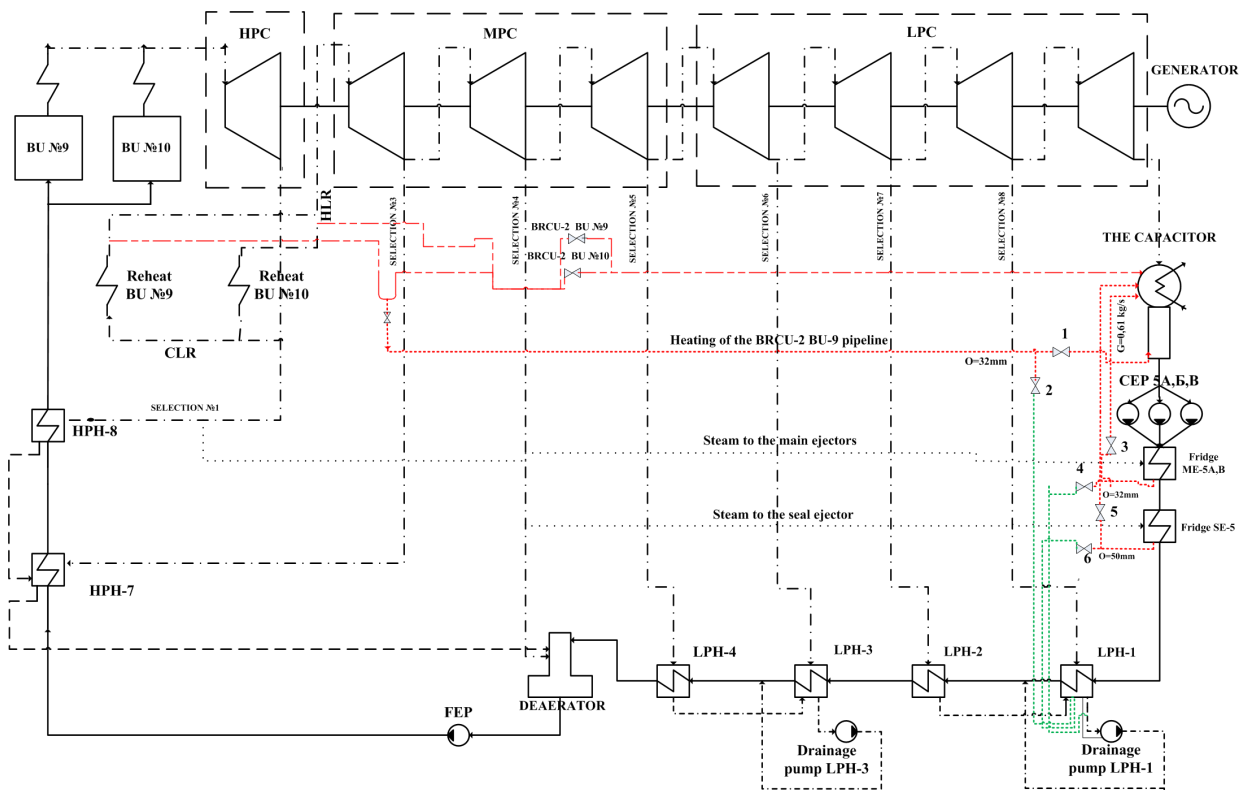 HPC
MPC
LPC
GENERATOR
BU №9
BU №10
HLR
SELECTION №3
SELECTION №4
SELECTION №5
SELECTION №6
SELECTION №7
SELECTION №8
BRCU-2 BU №9
BRCU-2 BU №10
THE CAPACITOR
Reheat
BU №9
Reheat
BU №10
G=0,61 kg/s
CLR
Heating of the BRCU-2 BU-9 pipeline
1
O=32mm
2
CEP 5А,Б,В
SELECTION №1
HPH-8
Steam to the main ejectors
3
Fridge
ME-5A,B
4
O=32mm
5
Steam to the seal ejector
Fridge SE-5
6
O=50mm
HPH-7
LPH-4
LPH-3
LPH-2
LPH-1
DEAERATOR
FEP
Drainage
pump LPH-3
Drainage
pump LPH-1